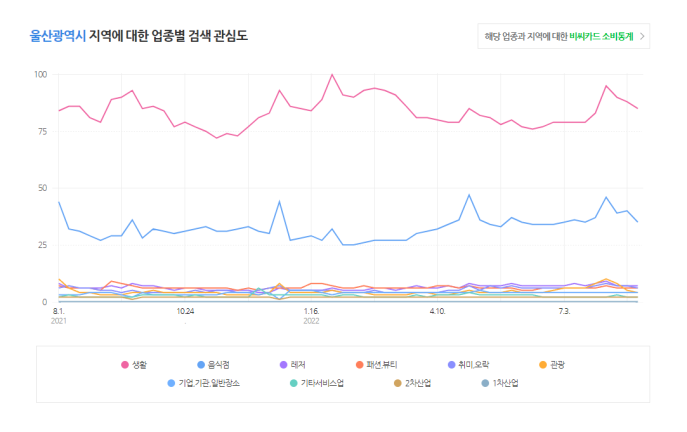 울산광역시 지역에 대한 업종별 검색 관심도
해당 업종과 지역에 대한 비씨카드 소비통계
100
75
50
25
0
8.1. 10.24 1.16. 4.10. 7.3.
2021 2022
생활 음식점 레저 패션.뷰티 취미.오락 관광
기업.기관.일반장소 기타서비스업 2차산업 1차산업